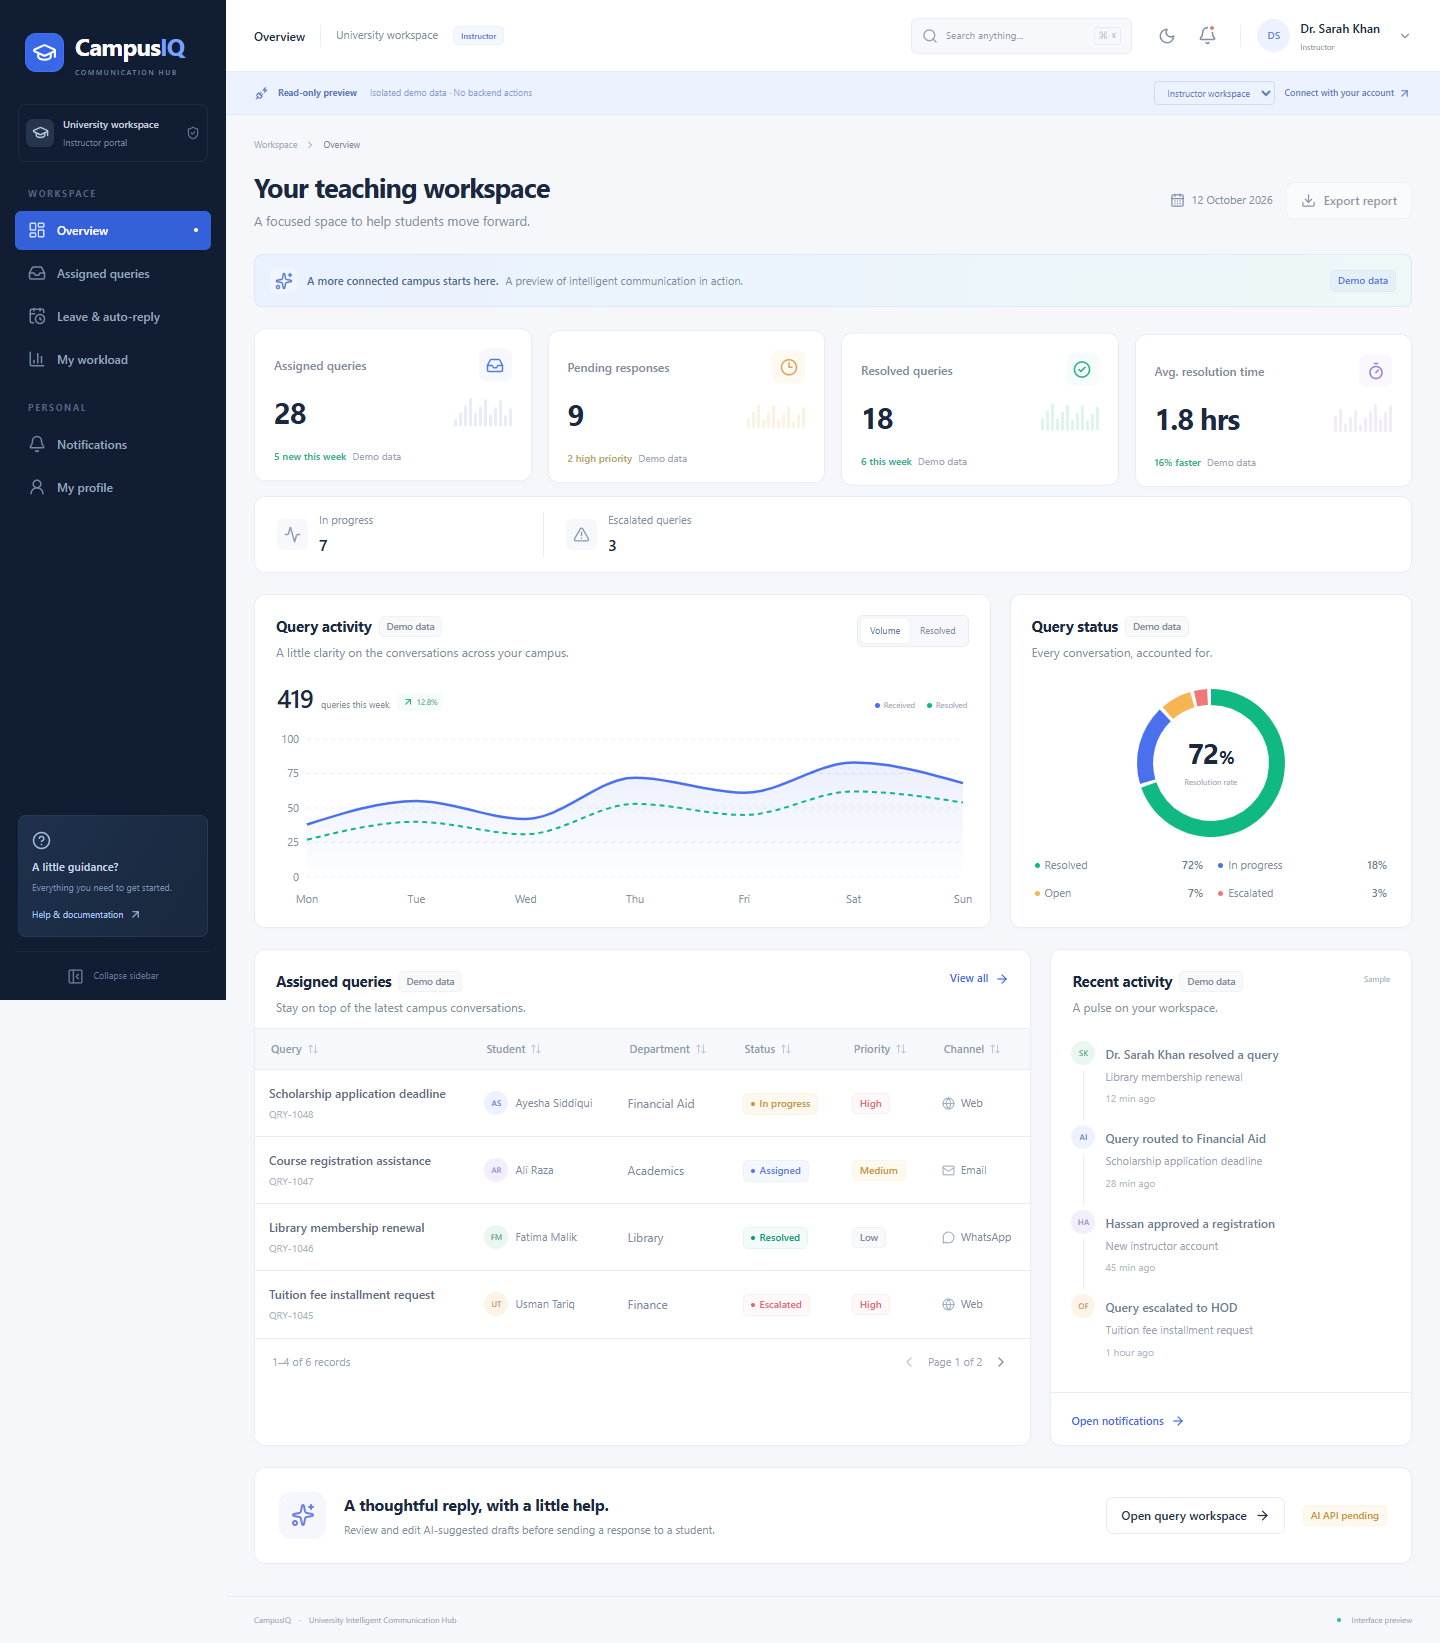 CampusIQ
COMMUNICATION HUB
University workspace
Instructor portal
WORKSPACE
Overview
Assigned queries
Leave & auto-reply
My workload
PERSONAL
Notifications
My profile
A little guidance?
Everything you need to get started.
Help & documentation
Collapse sidebar
Overview University workspace Instructor
Search anything... ⌘ K
DS Dr. Sarah Khan
Instructor
Read-only preview Isolated demo data · No backend actions
Instructor workspace Connect with your account
Workspace > Overview
Your teaching workspace
A focused space to help students move forward.
12 October 2026 Export report
A more connected campus starts here. A preview of intelligent communication in action. Demo data
Assigned queries
28
5 new this week Demo data
Pending responses
9
2 high priority Demo data
Resolved queries
18
6 this week Demo data
Avg. resolution time
1.8 hrs
16% faster Demo data
In progress
7
Escalated queries
3
Query activity Demo data
A little clarity on the conversations across your campus.
Volume Resolved
419 queries this week 12.8%
Received Resolved
100
75
50
25
0
Mon Tue Wed Thu Fri Sat Sun
Query status Demo data
Every conversation, accounted for.
72%
Resolution rate
Resolved 72% In progress 18%
Open 7% Escalated 3%
Assigned queries Demo data
Stay on top of the latest campus conversations.
View all
Query Student Department Status Priority Channel
Scholarship application deadline
QRY-1048
AS Ayesha Siddiqui Financial Aid In progress High Web
Course registration assistance
QRY-1047
AR Ali Raza Academics Assigned Medium Email
Library membership renewal
QRY-1046
FM Fatima Malik Library Resolved Low WhatsApp
Tuition fee installment request
QRY-1045
UT Usman Tariq Finance Escalated High Web
1–4 of 6 records Page 1 of 2
Recent activity Demo data Sample
A pulse on your workspace.
SK Dr. Sarah Khan resolved a query
Library membership renewal
12 min ago
AI Query routed to Financial Aid
Scholarship application deadline
28 min ago
HA Hassan approved a registration
New instructor account
45 min ago
OF Query escalated to HOD
Tuition fee installment request
1 hour ago
Open notifications
A thoughtful reply, with a little help.
Review and edit AI-suggested drafts before sending a response to a student.
Open query workspace AI API pending
CampusIQ · University Intelligent Communication Hub
Interface preview